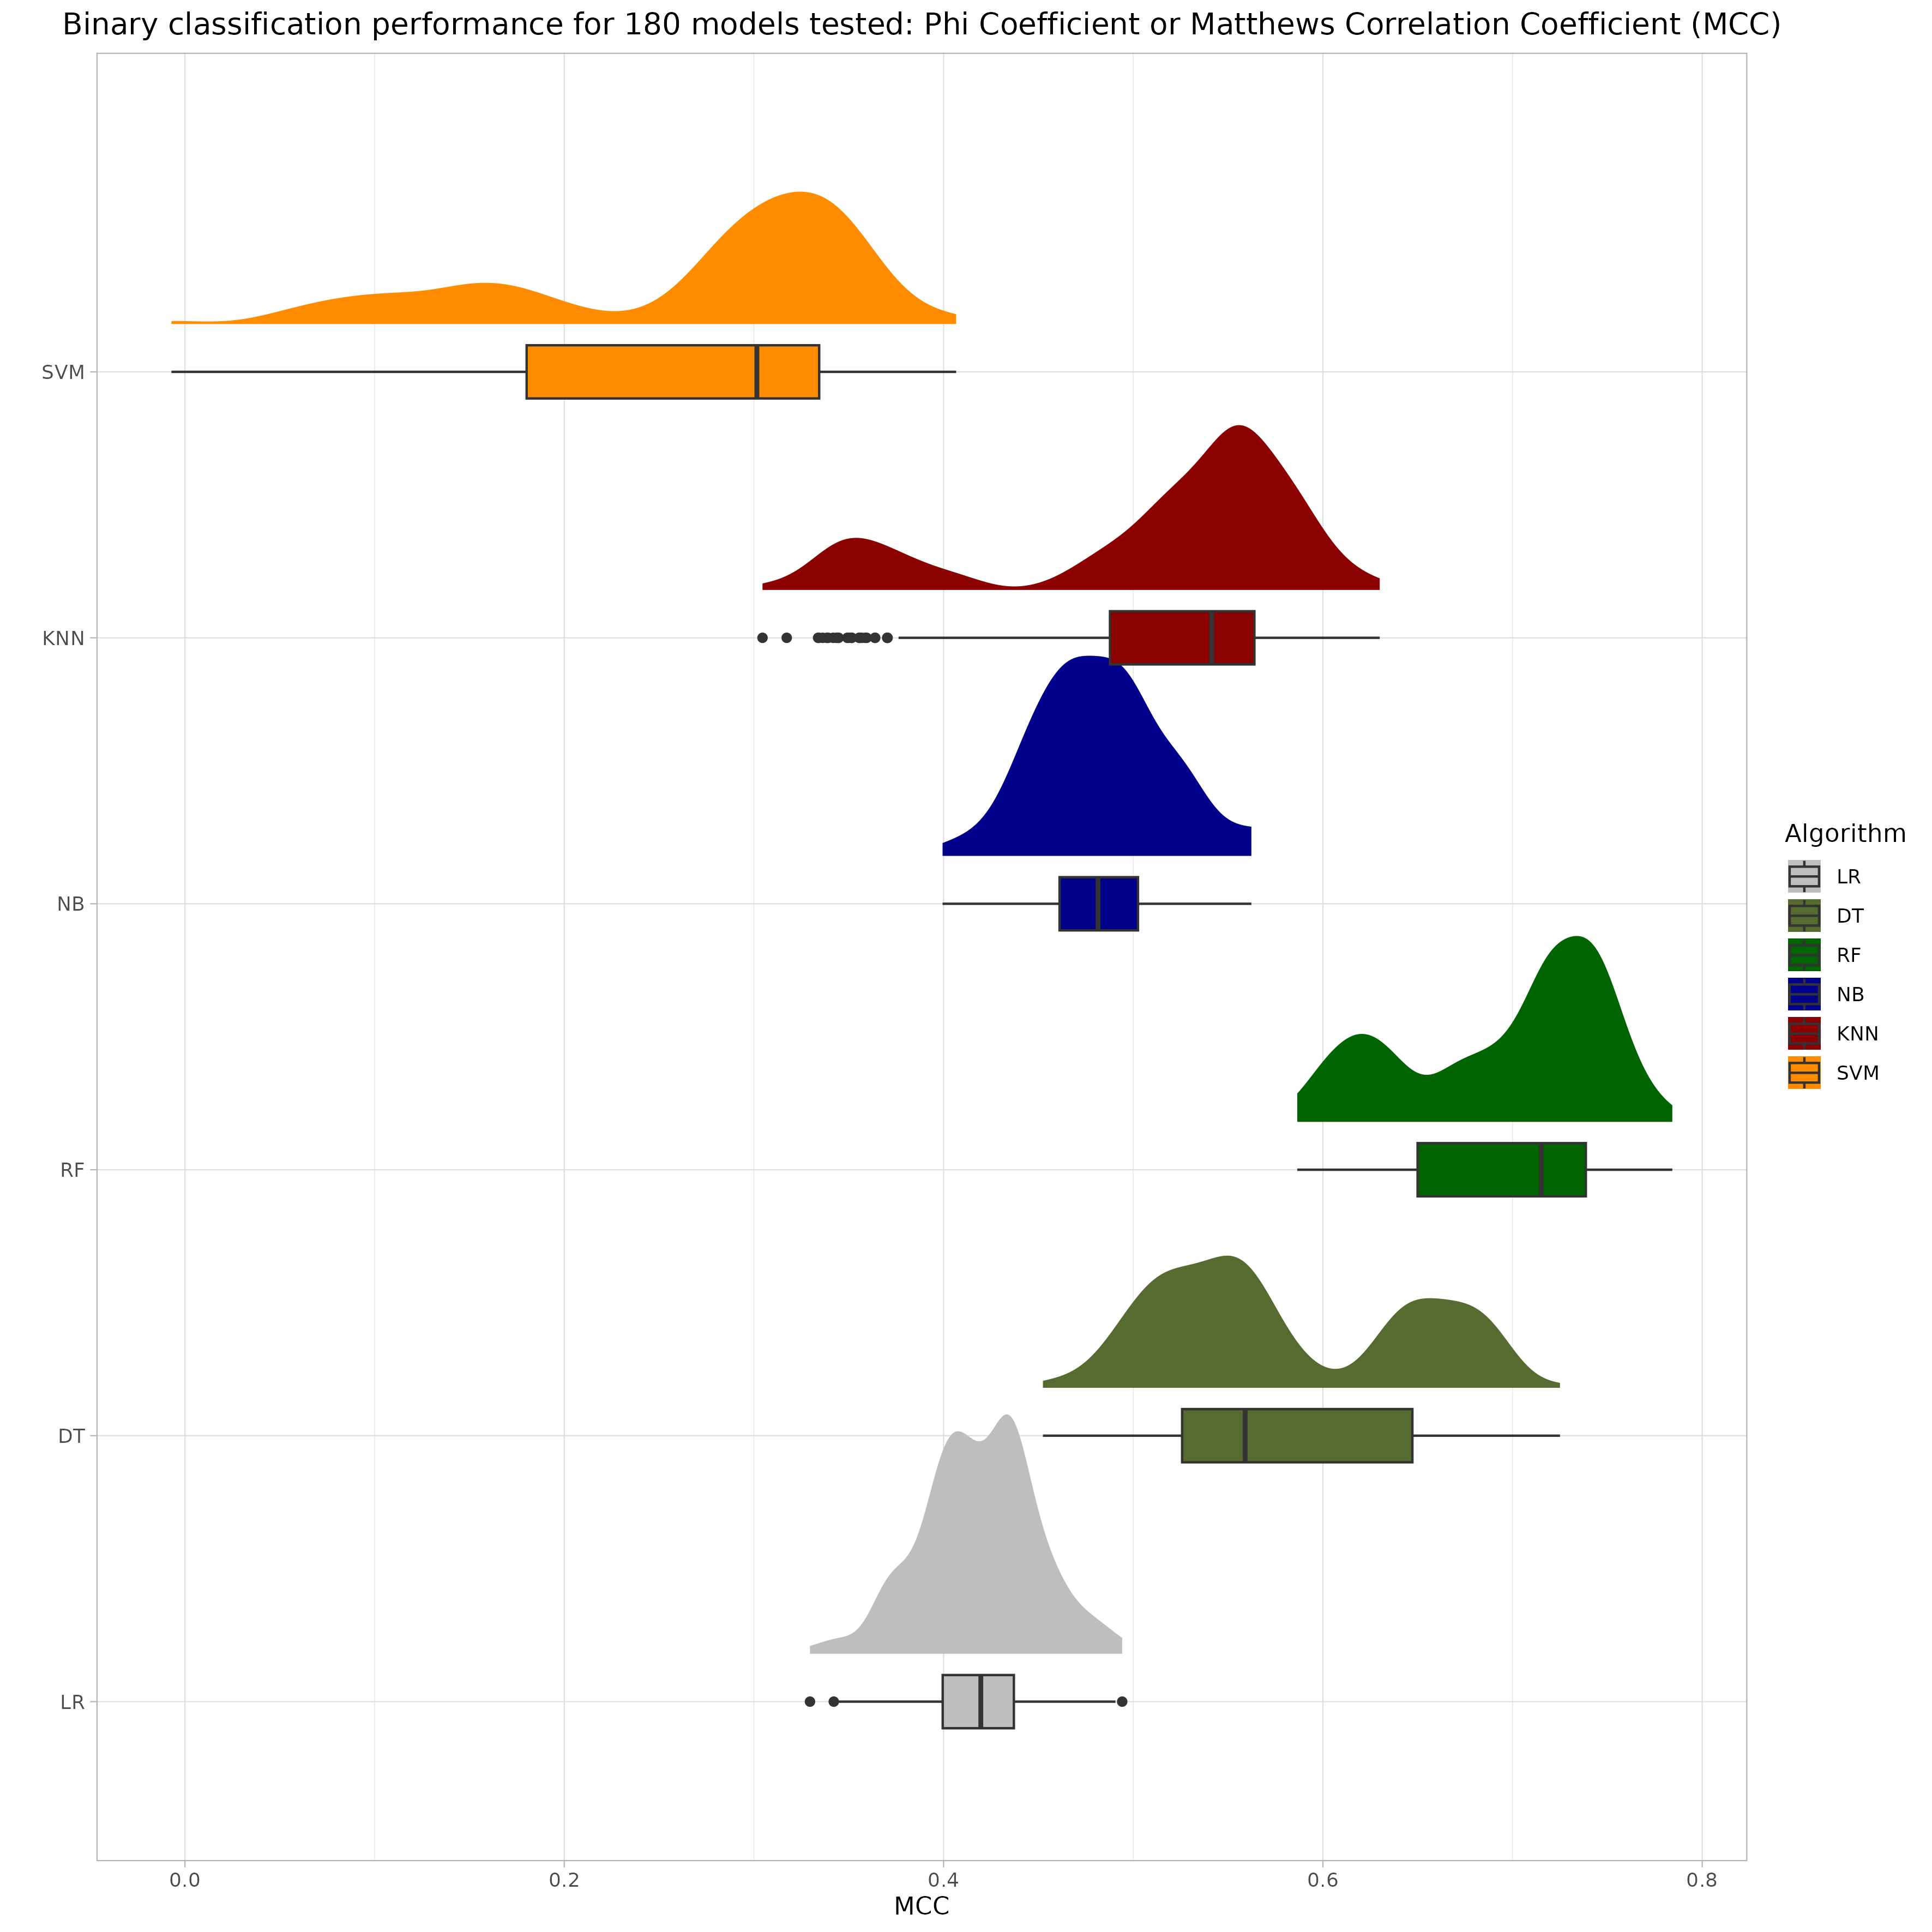 Binary classification performance for 180 models tested: Phi Coefficient or Matthews Correlation Coefficient (MCC)
SVM
KNN
NB
RF
DT
LR
0.0
0.2
0.4
0.6
0.8
MCC
Algorithm
LR
DT
RF
NB
KNN
SVM